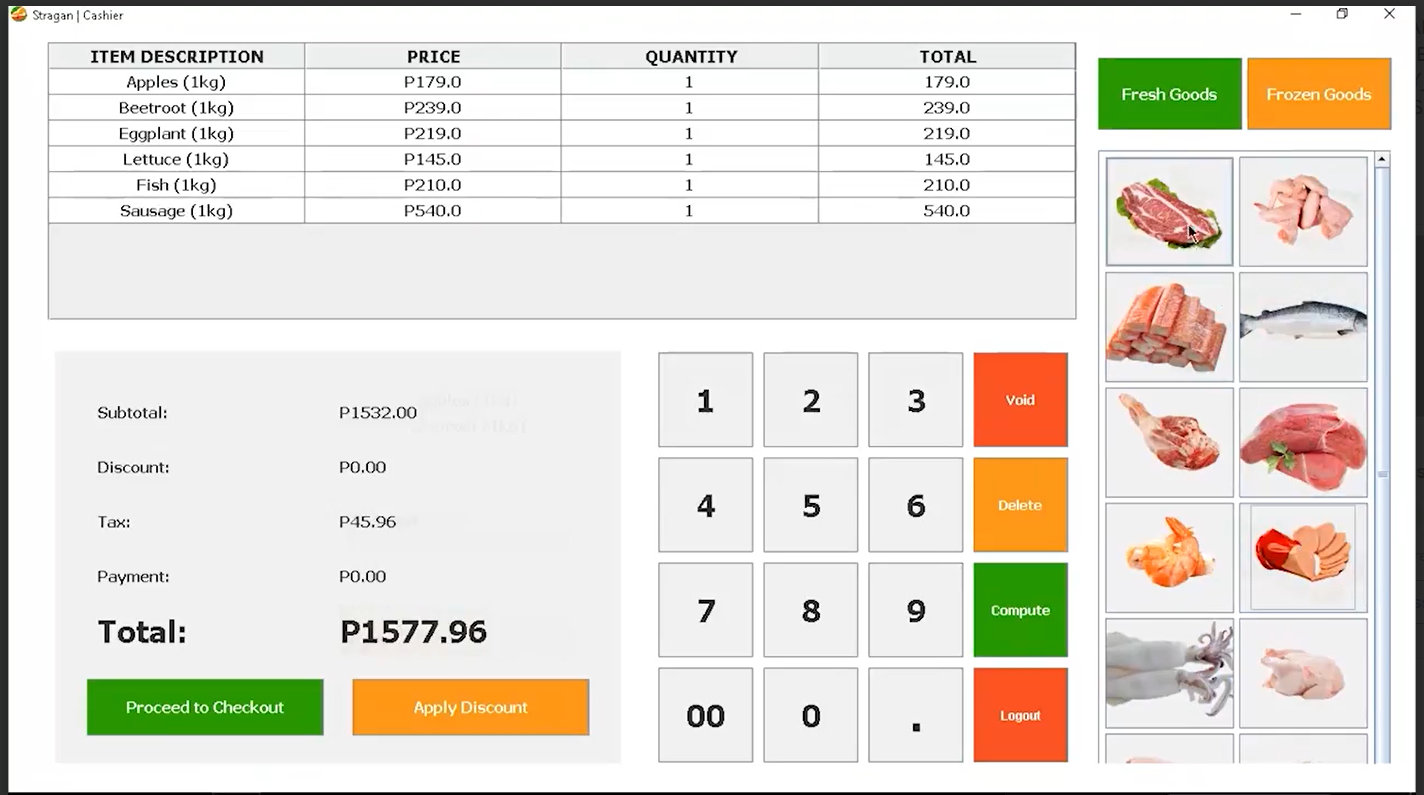 Stragan | Cashier
ITEM DESCRIPTION PRICE QUANTITY TOTAL
Apples (1kg) P179.0 1 179.0
Beetroot (1kg) P239.0 1 239.0
Eggplant (1kg) P219.0 1 219.0
Lettuce (1kg) P145.0 1 145.0
Fish (1kg) P210.0 1 210.0
Sausage (1kg) P540.0 1 540.0
Fresh Goods Frozen Goods
Subtotal: P1532.00
Discount: P0.00
Tax: P45.96
Payment: P0.00
Total: P1577.96
Proceed to Checkout Apply Discount
1 2 3 Void
4 5 6 Delete
7 8 9 Compute
00 0 . Logout